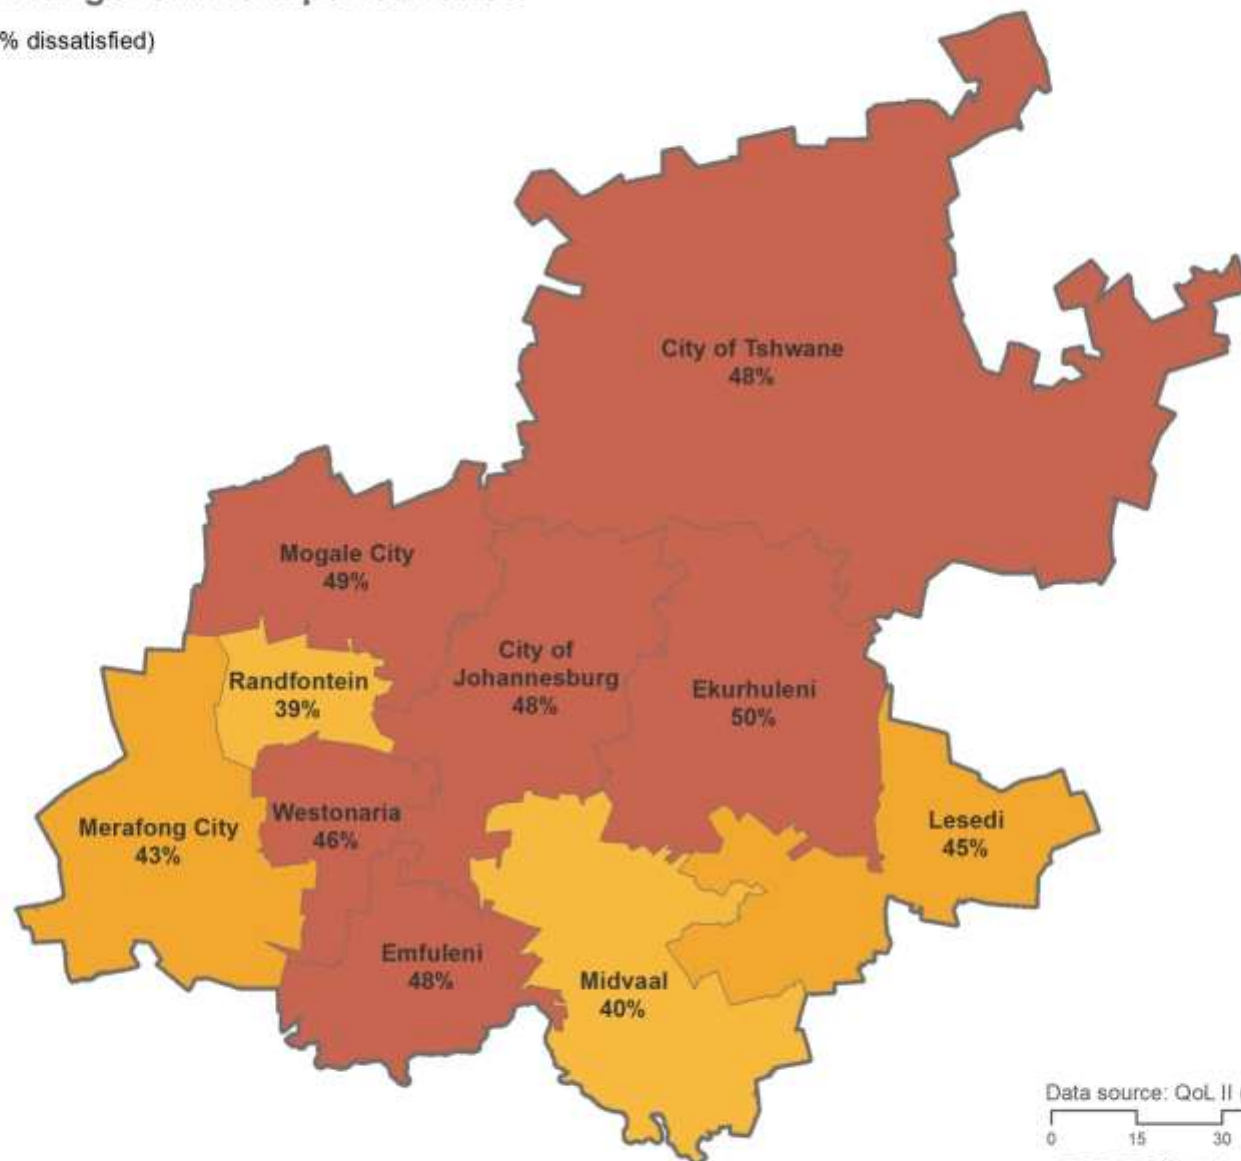 % dissatisfied)
City of Tshwane
48%
Mogale City
49%
City of
Johannesburg
48%
Randfontein
39%
Ekurhuleni
50%
Westonaria
46%
Merafong City
43%
Lesedi
45%
Emfuleni
48%
Midvaal
40%
Data source: QoL II
0 15 30